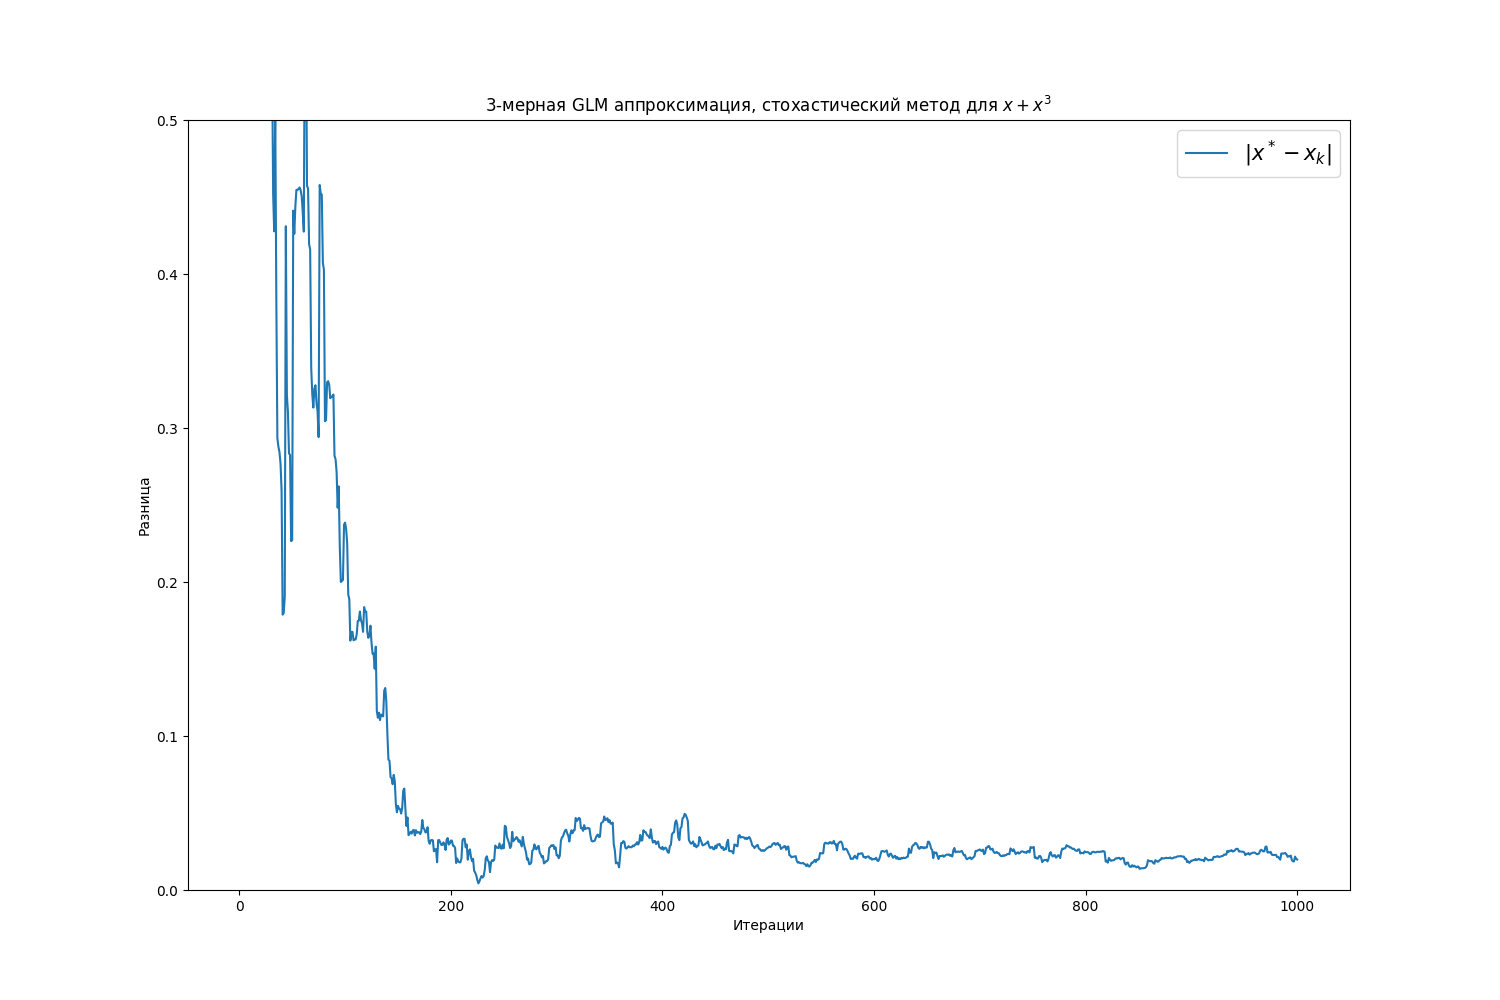 3-мерная GLM аппроксимация, стохастический метод для $x + x^3$
$|x^* - x_k|$
0.5
0.4
0.3
0.2
0.1
0.0
Разница
0 200 400 600 800 1000
Итерации